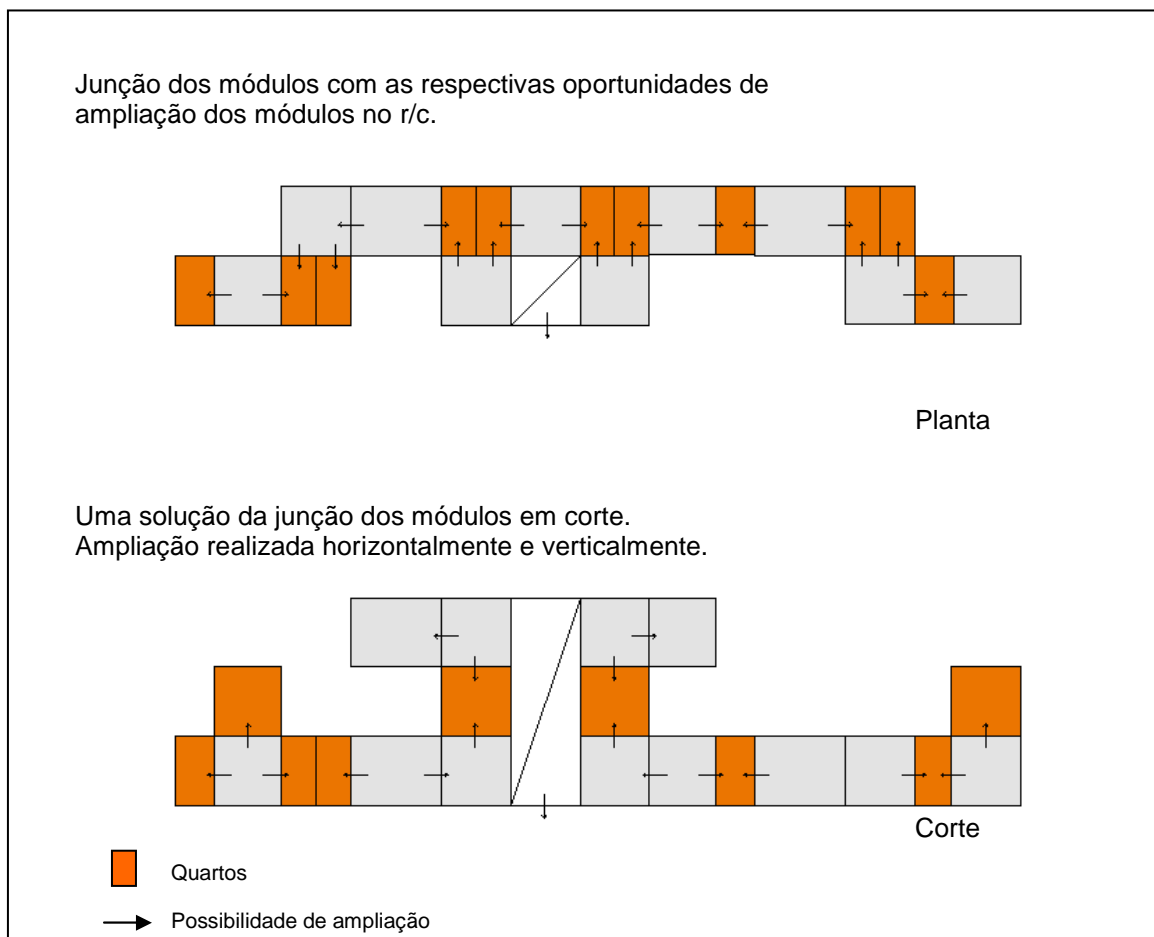 Junção dos módulos com as respectivas oportunidades de
ampliação dos módulos no r/c.
Planta
Uma solução da junção dos módulos em corte.
Ampliação realizada horizontalmente e verticalmente.
Corte
Quartos
Possibilidade de ampliação